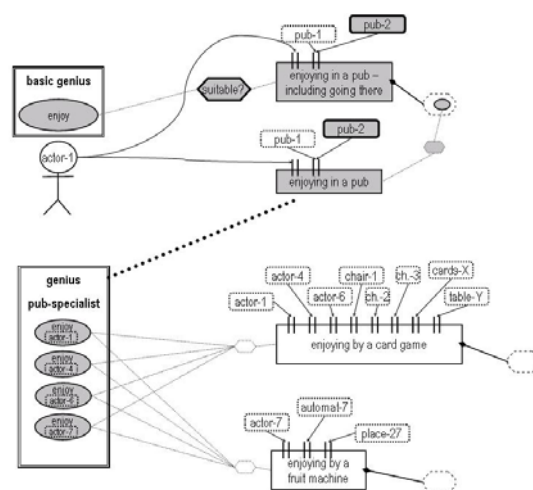 pub-2
pub-1
basic genius
suitable?
enjoying in a pub –
including going there
enjoy
pub-2
pub-1
actor-1
enjoying in a pub
genius
pub-specialist
actor-4
chair-1
ch.-3
cards-X
actor-1
actor-6
ch.-2
table-Y
enjoy
actor-1
enjoy
actor-4
enjoy
actor-6
enjoy
actor-7
enjoying by a card game
automat-7
actor-7
place-27
enjoying by a
fruit machine